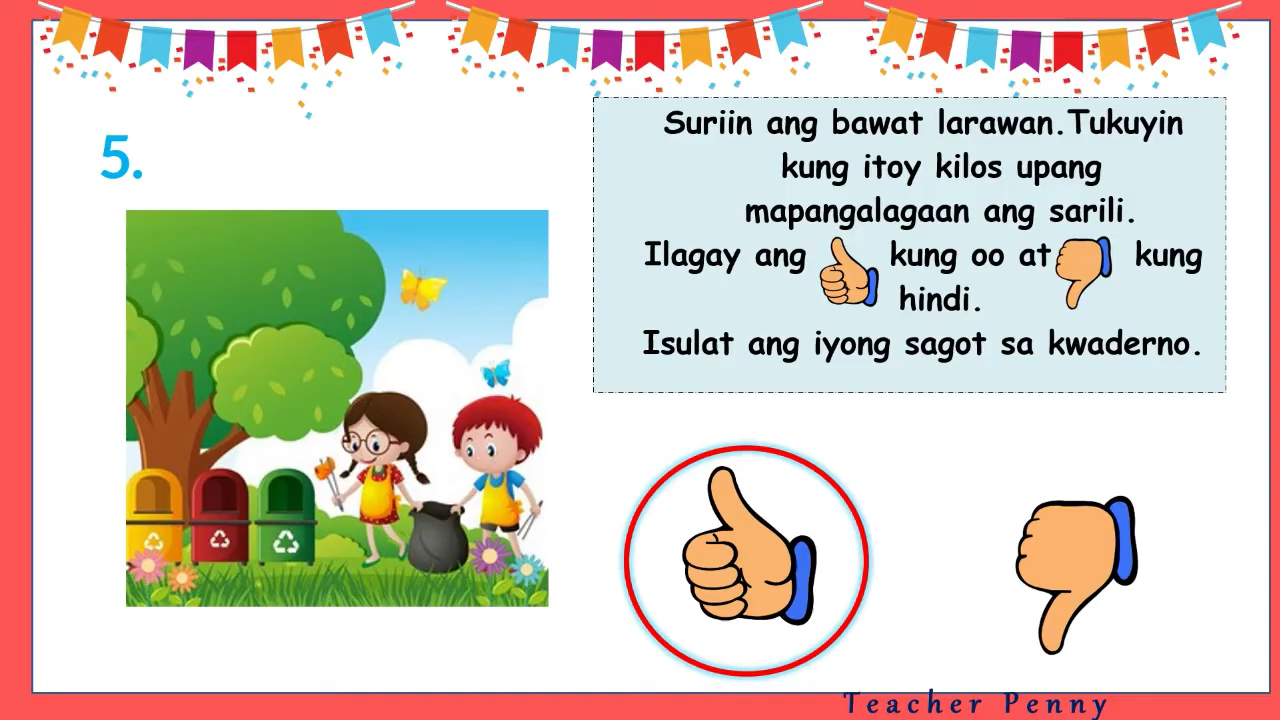 5.
Suriin ang bawat larawan.Tukuyin
kung itoy kilos upang
mapangalagaan ang sarili.
Ilagay ang kung oo at kung
hindi.
Isulat ang iyong sagot sa kwaderno.
Teacher Penny